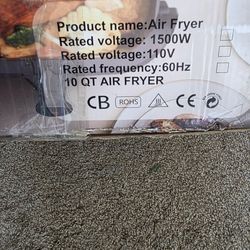 Product name:Air Fryer
Rated voltage: 1500W
Rated voltage:110V
Rated frequency:60Hz
10 QT AIR FRYER
CB ROHS CE